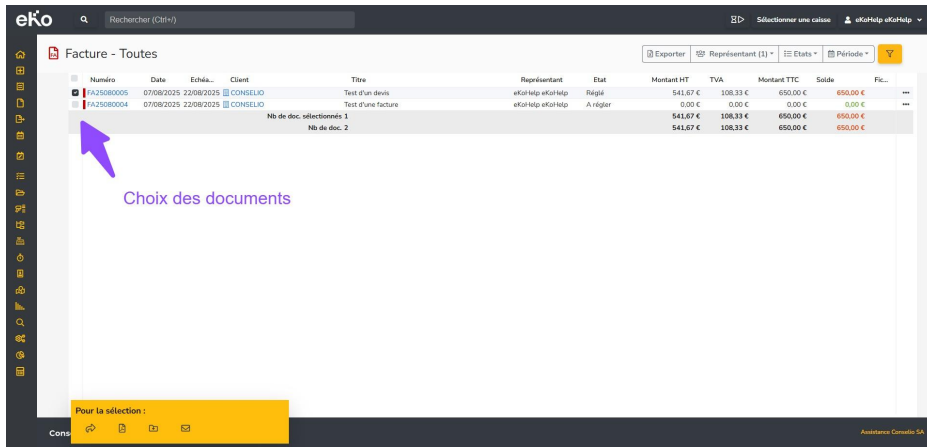 eko
Rechercher (Ctrl+/)
Sélectionner une caisse
eKoHelp eKoHelp
Facture - Toutes
Exporter
Représentant (1)
Etats
Période
Numéro Date Echéa... Client Titre Représentant Etat Montant HT TVA Montant TTC Solde Fic...
FA25080005 07/08/2025 22/08/2025 CONSELIO Test d'un devis eKoHelp eKoHelp Réglé 541,67 € 108,33 € 650,00 € 650,00 € •••
FA25080004 07/08/2025 22/08/2025 CONSELIO Test d'une facture eKoHelp eKoHelp A régler 0,00 € 0,00 € 0,00 € 0,00 € •••
Nb de doc. sélectionnés 1 541,67 € 108,33 € 650,00 € 650,00 €
Nb de doc. 2 541,67 € 108,33 € 650,00 € 650,00 €
Choix des documents
Pour la sélection :
Cons
Assistance Conselio SA